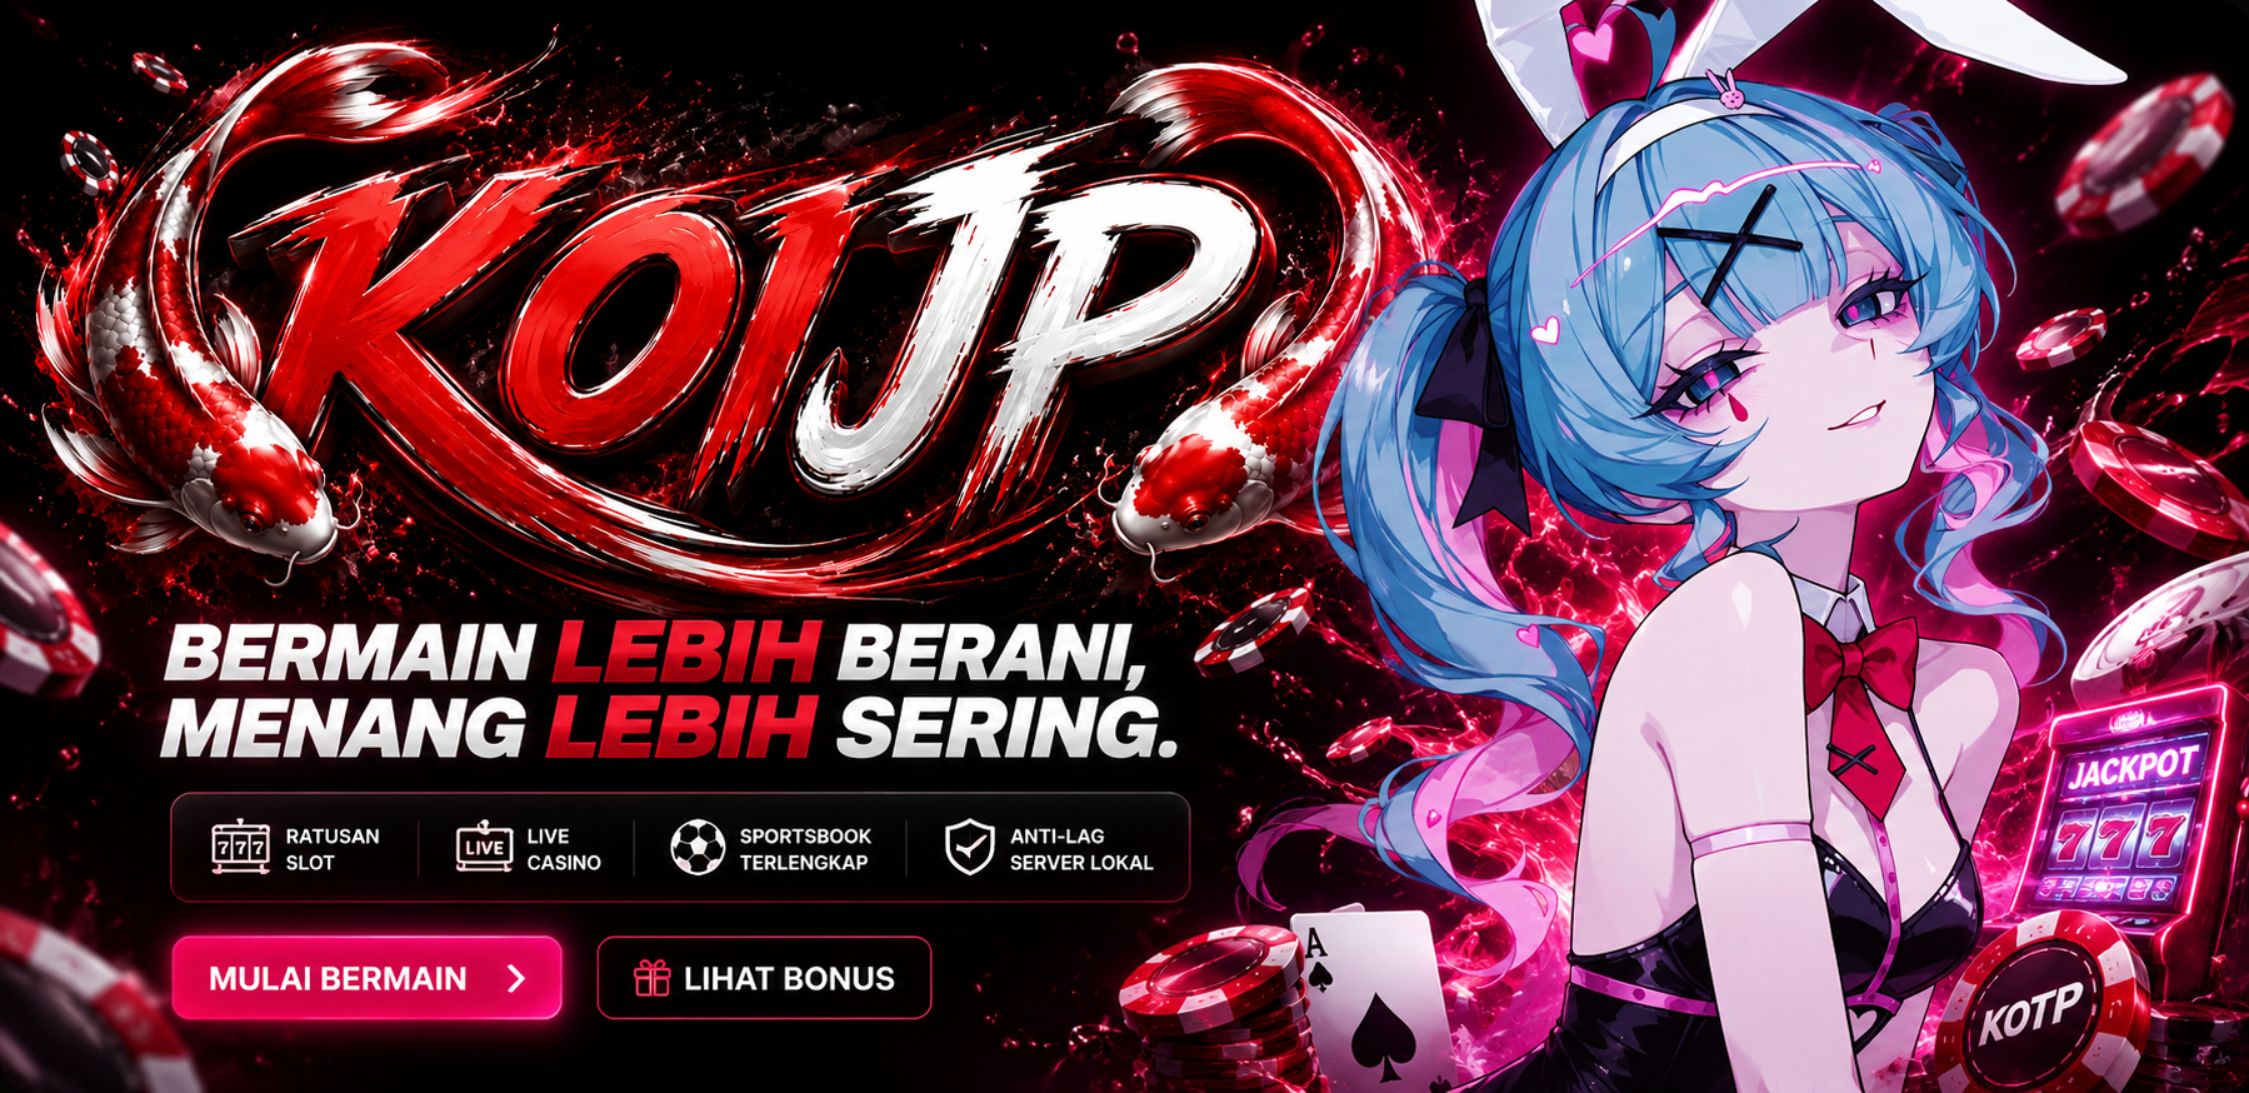 KOIJP
BERMAIN LEBIH BERANI,
MENANG LEBIH SERING.
777
RATUSAN
SLOT
LIVE
LIVE
CASINO
SPORTSBOOK
TERLENGKAP
ANTI-LAG
SERVER LOKAL
MULAI BERMAIN
LIHAT BONUS
A
JACKPOT
777
KOTP